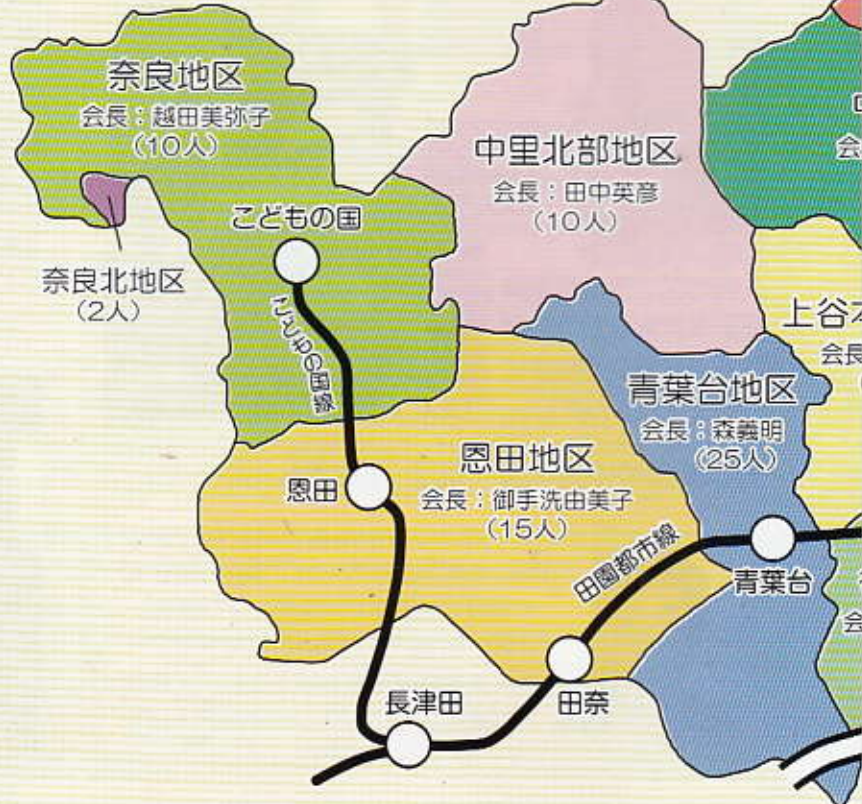 奈良地区
会長：越田美弥子
（10人）
中里北部地区
会長：田中英彦
（10人）
会
こどもの国
奈良北地区
（2人）
こどもの国線
上谷本
会長
青葉台地区
会長：森義明
（25人）
恩田地区
会長：御手洗由美子
（15人）
恩田
田園都市線
青葉台
会
長津田
田奈